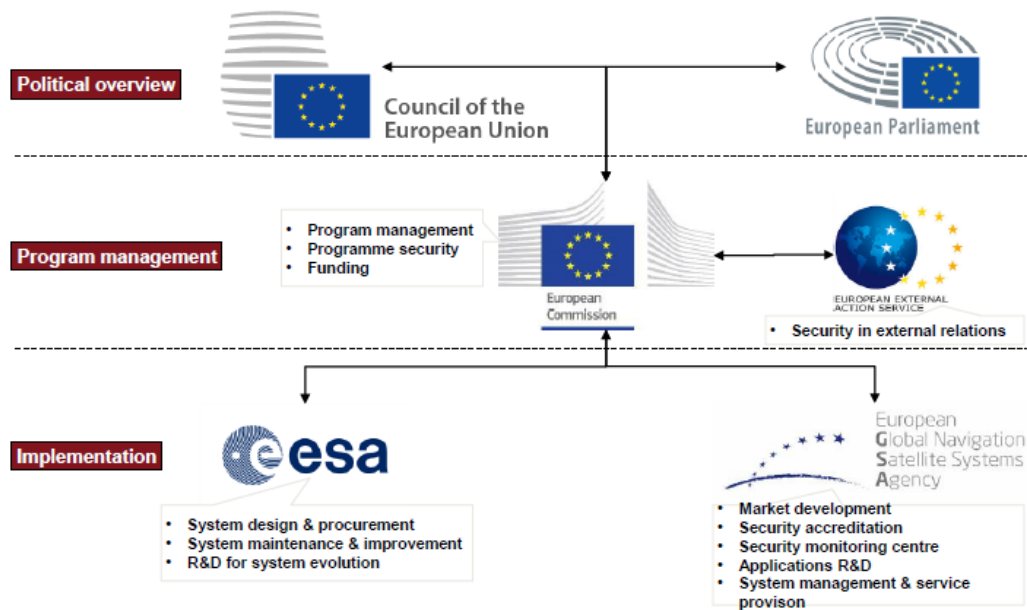 Political overview
Council of the
European Union
European Parliament
Program management
• Program management
• Programme security
• Funding
European
Commission
EUROPEAN EXTERNAL
ACTION SERVICE
• Security in external relations
Implementation
esa
European
Global Navigation
Satellite Systems
Agency
• System design & procurement
• System maintenance & improvement
• R&D for system evolution
• Market development
• Security accreditation
• Security monitoring centre
• Applications R&D
• System management & service
provison